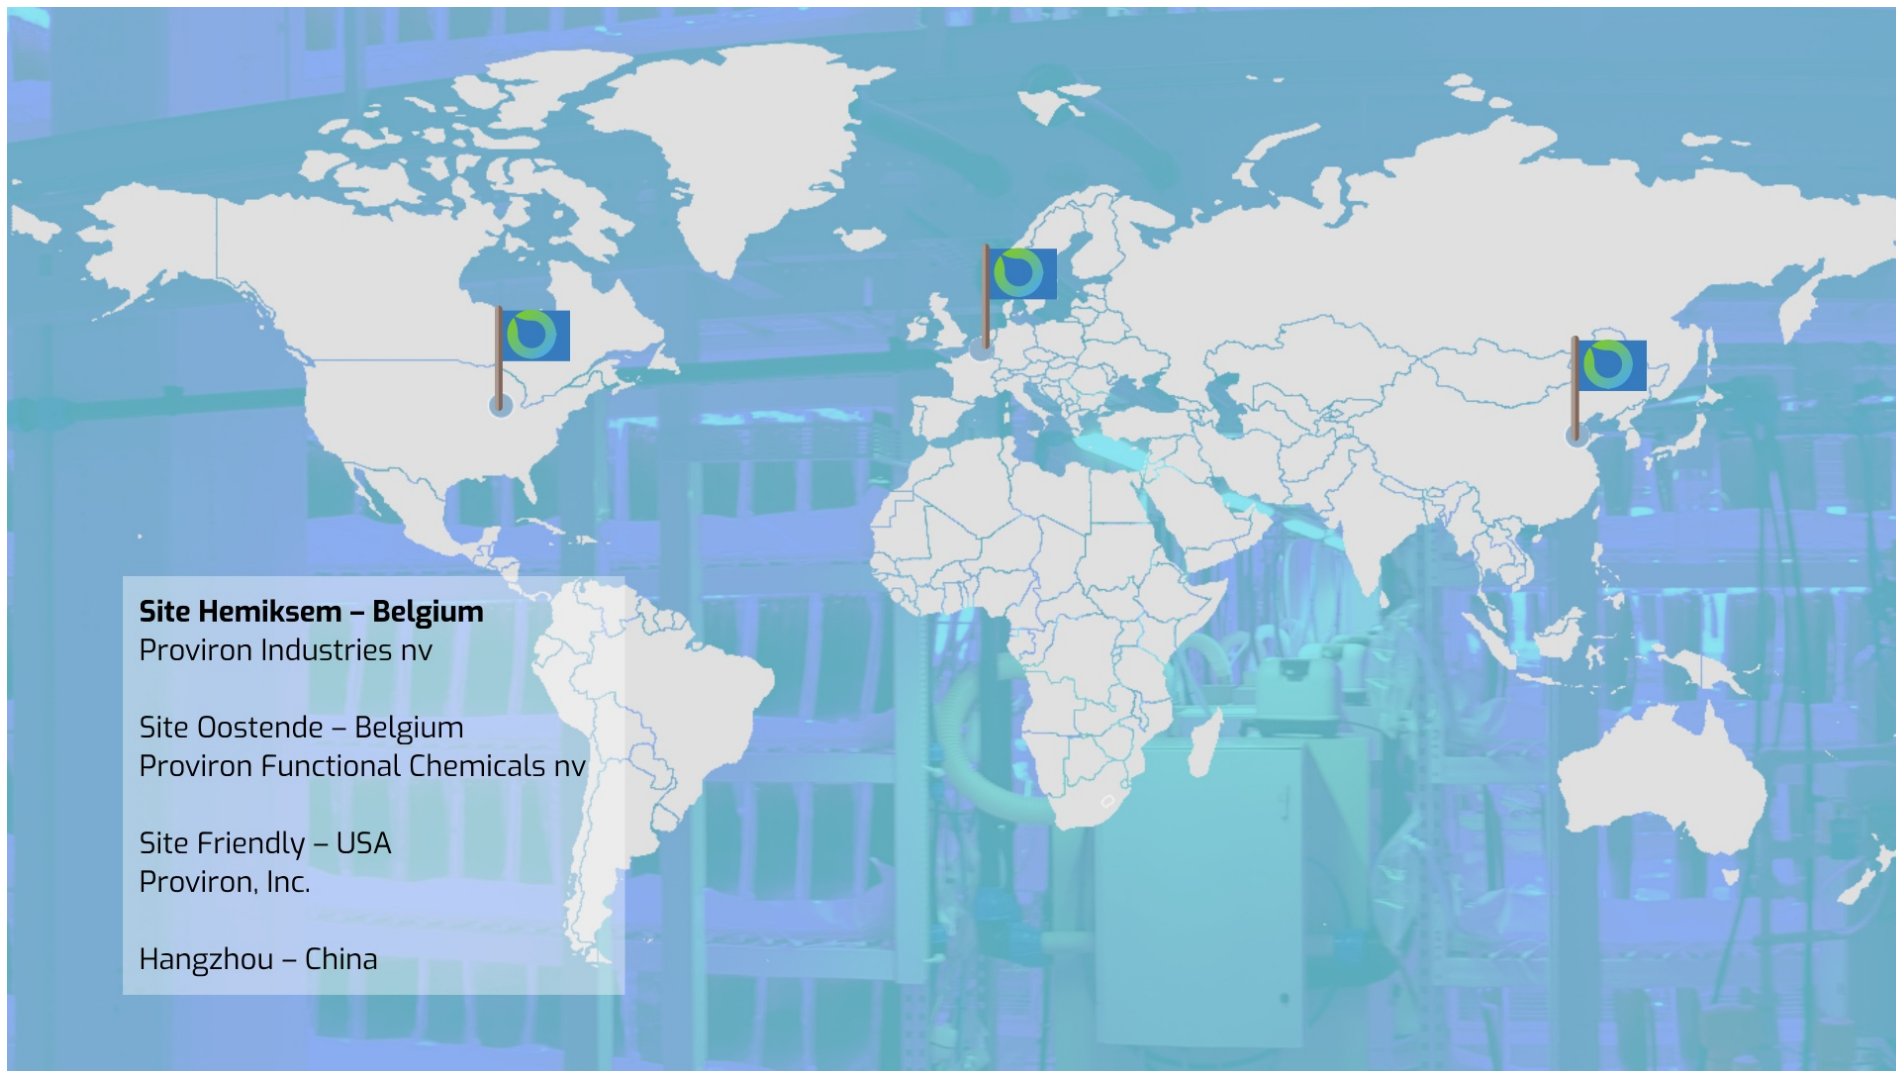 Site Hemiksem – Belgium
Proviron Industries nv
Site Oostende – Belgium
Proviron Functional Chemicals nv
Site Friendly – USA
Proviron, Inc.
Hangzhou – China